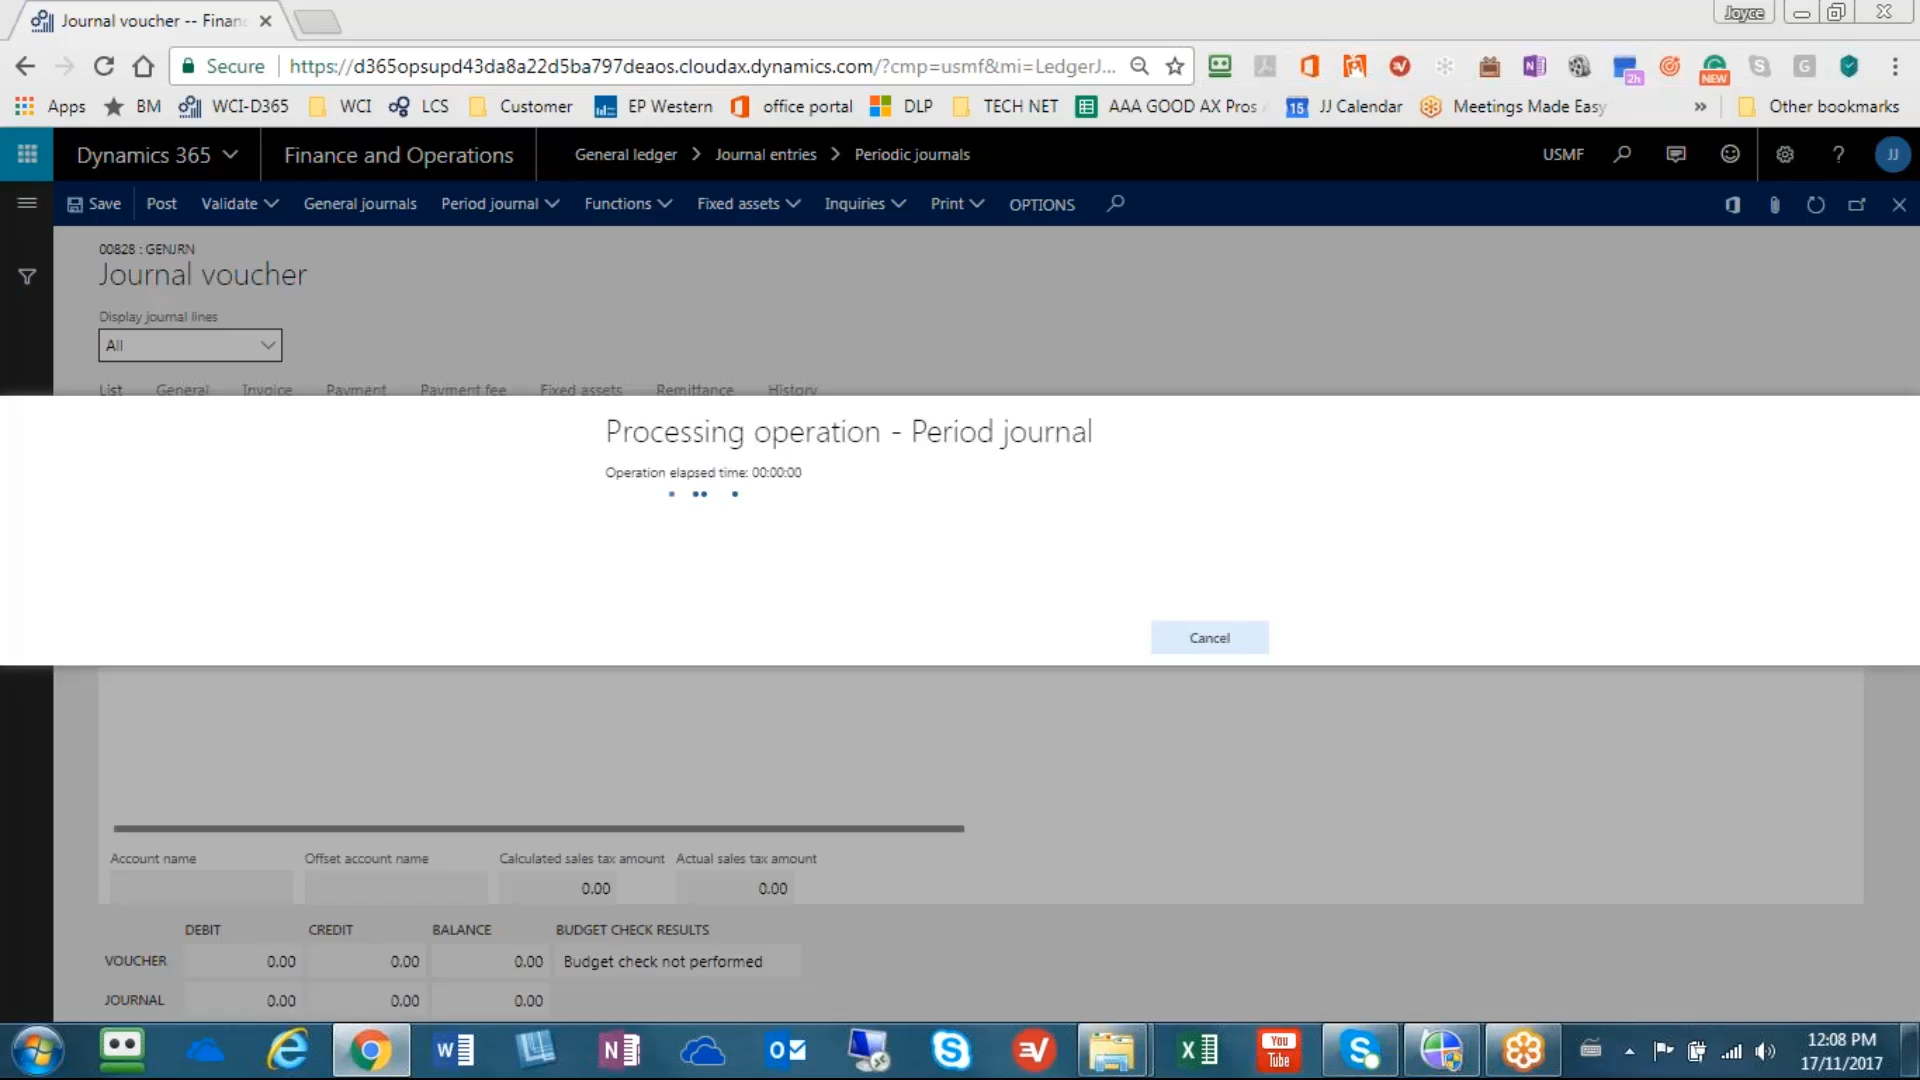 Journal voucher -- Finan
Joyce
Secure
https://d365opsupd43da8a22d5ba797deaos.cloudax.dynamics.com/?cmp=usmf&mi=LedgerJ...
2h
NEW
Apps
BM
WCI-D365
WCI
LCS
Customer
EP Western
office portal
DLP
TECH NET
AAA GOOD AX Pros
15
JJ Calendar
Meetings Made Easy
»
Other bookmarks
Dynamics 365
Finance and Operations
General ledger > Journal entries > Periodic journals
USMF
?
JJ
Save
Post
Validate
General journals
Period journal
Functions
Fixed assets
Inquiries
Print
OPTIONS
00828 : GENJRN
Journal voucher
Display journal lines
All
List General Invoice Payment Payment fee Fixed assets Remittance History
Processing operation - Period journal
Operation elapsed time: 00:00:00
Cancel
Account name Offset account name Calculated sales tax amount Actual sales tax amount
0.00 0.00
DEBIT CREDIT BALANCE BUDGET CHECK RESULTS
VOUCHER 0.00 0.00 0.00 Budget check not performed
JOURNAL 0.00 0.00 0.00
You
Tube
12:08 PM
17/11/2017